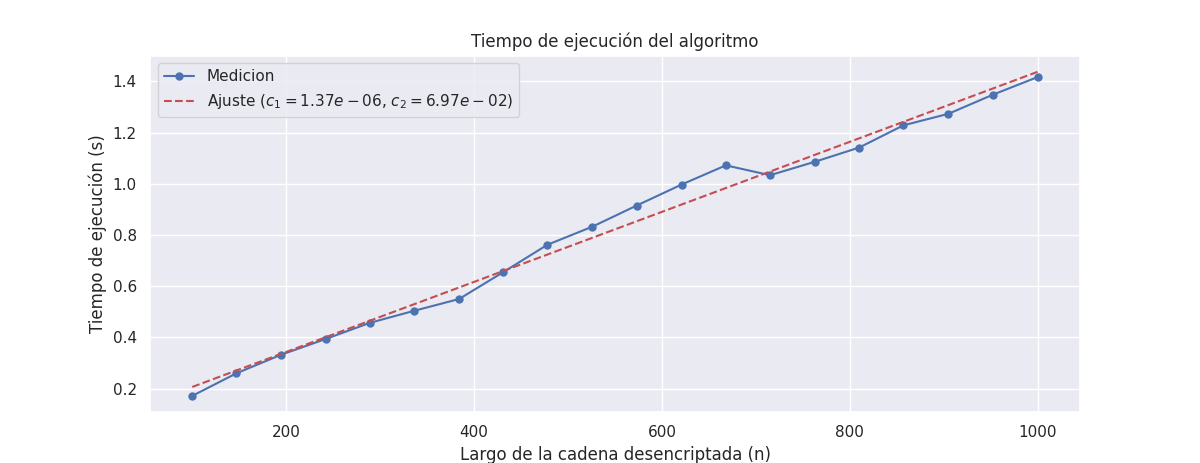 Tiempo de ejecución del algoritmo
Medicion
Ajuste (c₁ = 1.37e − 06, c₂ = 6.97e − 02)
Tiempo de ejecución (s)
1.4
1.2
1.0
0.8
0.6
0.4
0.2
200 400 600 800 1000
Largo de la cadena desencriptada (n)